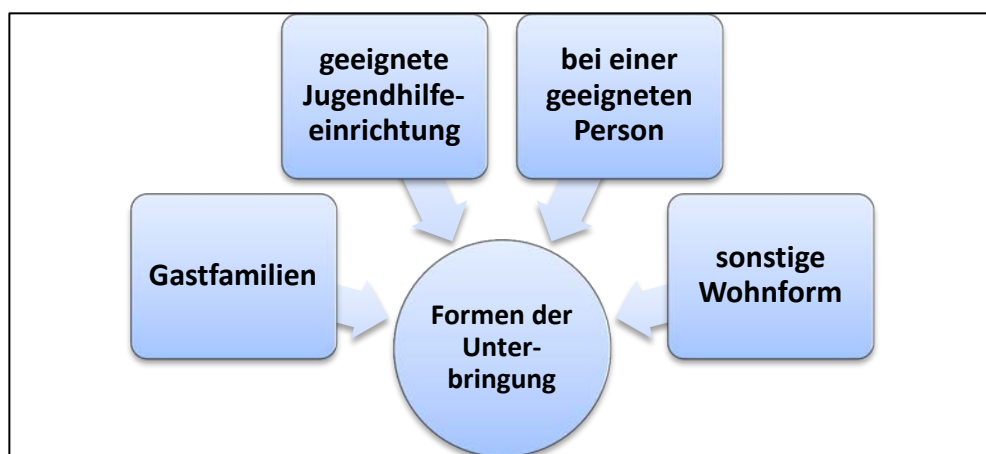 geeignete
Jugendhilfe-
einrichtung
bei einer
geeigneten
Person
Gastfamilien
sonstige
Wohnform
Formen der
Unter-
bringung